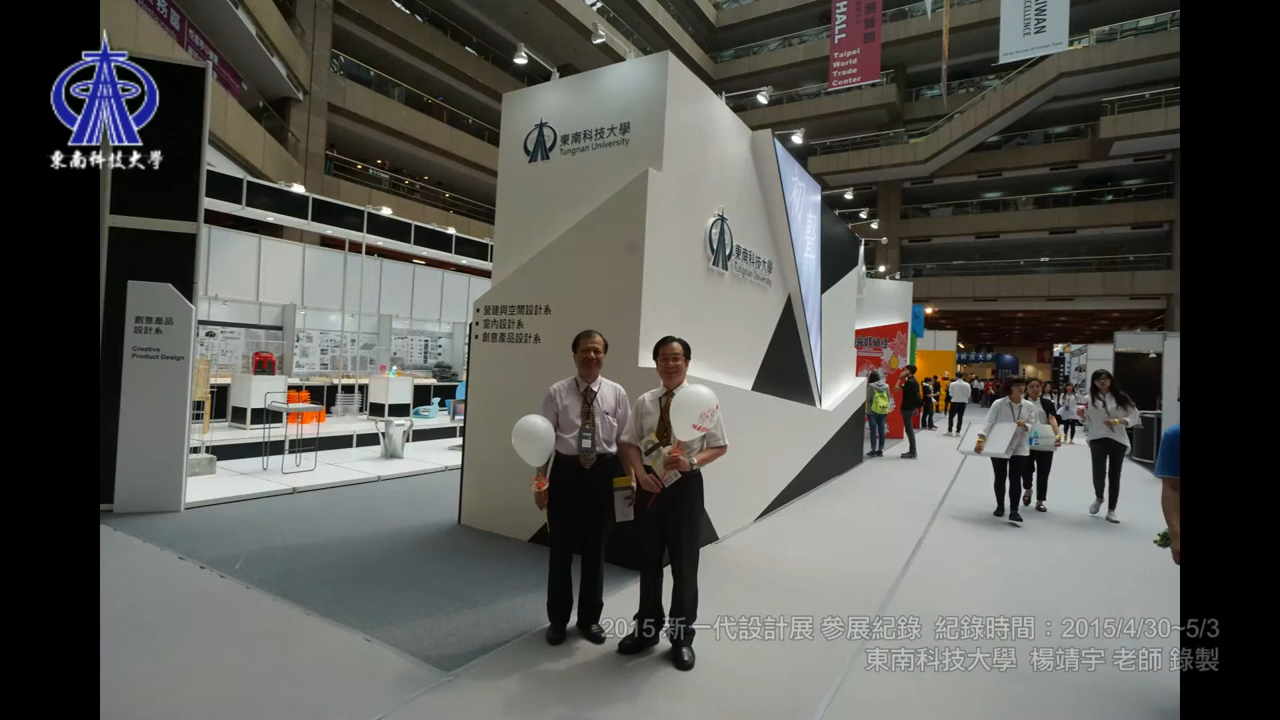 東南科技大學
HALL
Taipei
World
Trade
Center
EXCELLENCE
東南科技大學
Tungnan University
東南科技大學
Tungnan University
營建與空間設計系
室內設計系
創意產品設計系
創意產品
設計系
Creative
Product Design
2015 新一代設計展 參展紀錄 紀錄時間：2015/4/30~5/3
東南科技大學 楊靖宇 老師 錄製